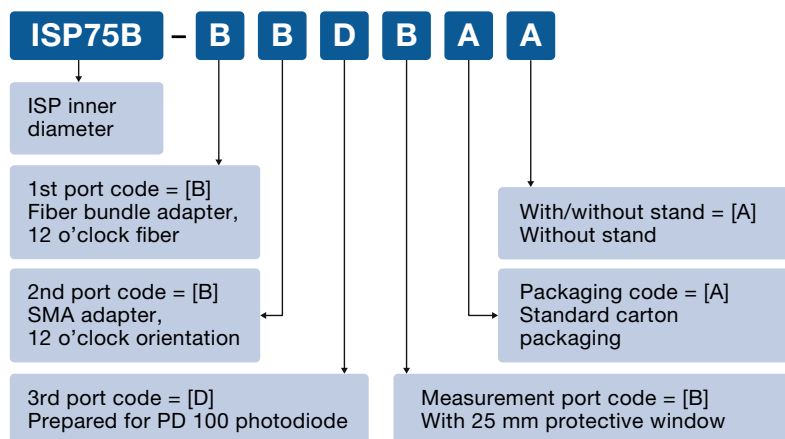 ISP75B – B B D B A A
ISP inner
diameter
1st port code = [B]
Fiber bundle adapter,
12 o’clock fiber
With/without stand = [A]
Without stand
2nd port code = [B]
SMA adapter,
12 o’clock orientation
Packaging code = [A]
Standard carton
packaging
3rd port code = [D]
Prepared for PD 100 photodiode
Measurement port code = [B]
With 25 mm protective window